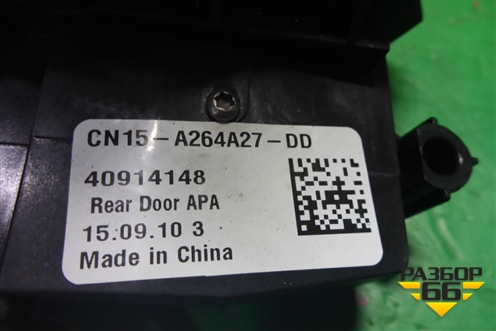 CN15-A264A27-DD
40914148
Rear Door APA
15.09.10 3
Made in China
РАЗБОР
66